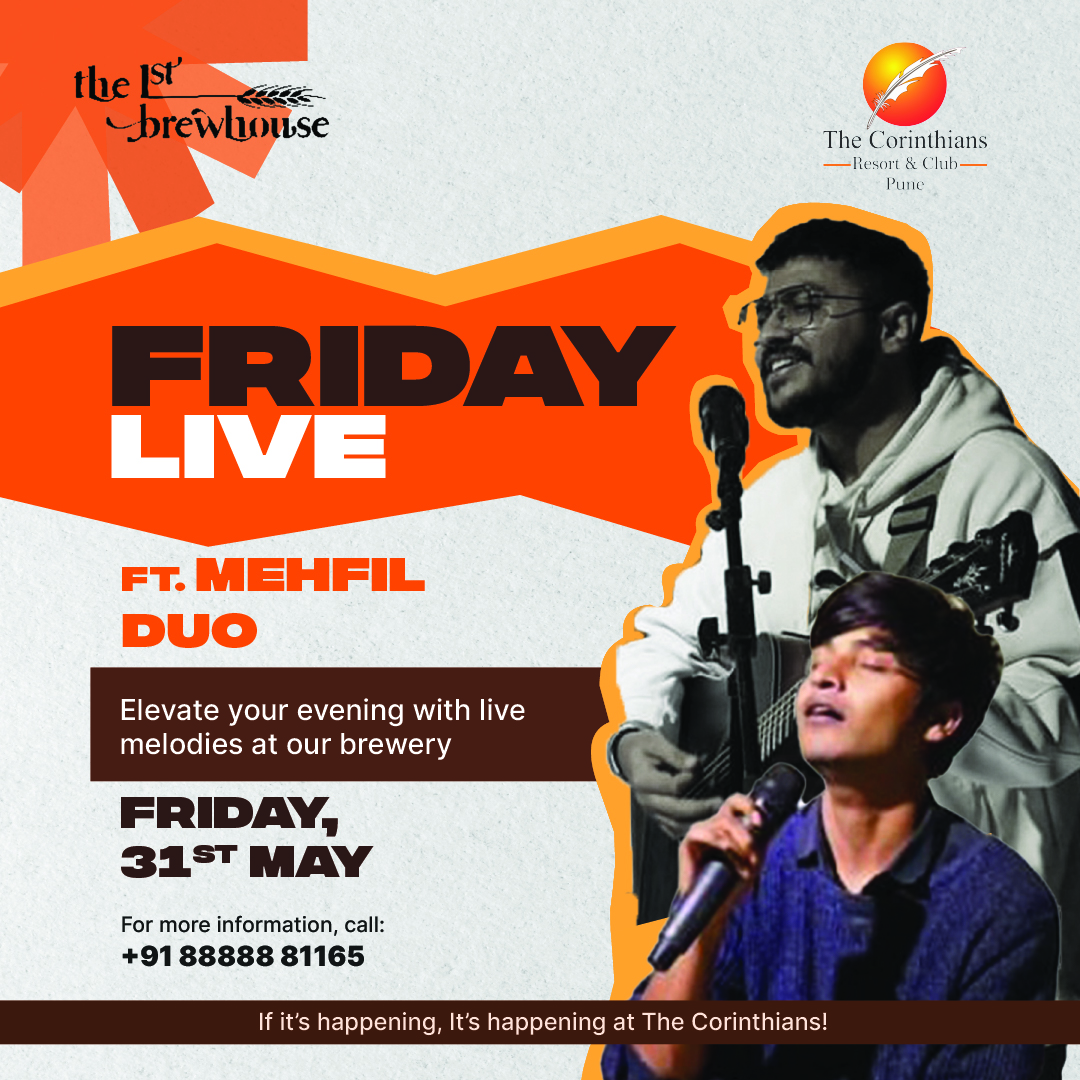 the 1st
brewhouse
The Corinthians
Resort & Club
Pune
FRIDAY
LIVE
FT. MEHFIL
DUO
Elevate your evening with live
melodies at our brewery
FRIDAY,
31ST MAY
For more information, call:
+91 88888 81165
If it's happening, It's happening at The Corinthians!